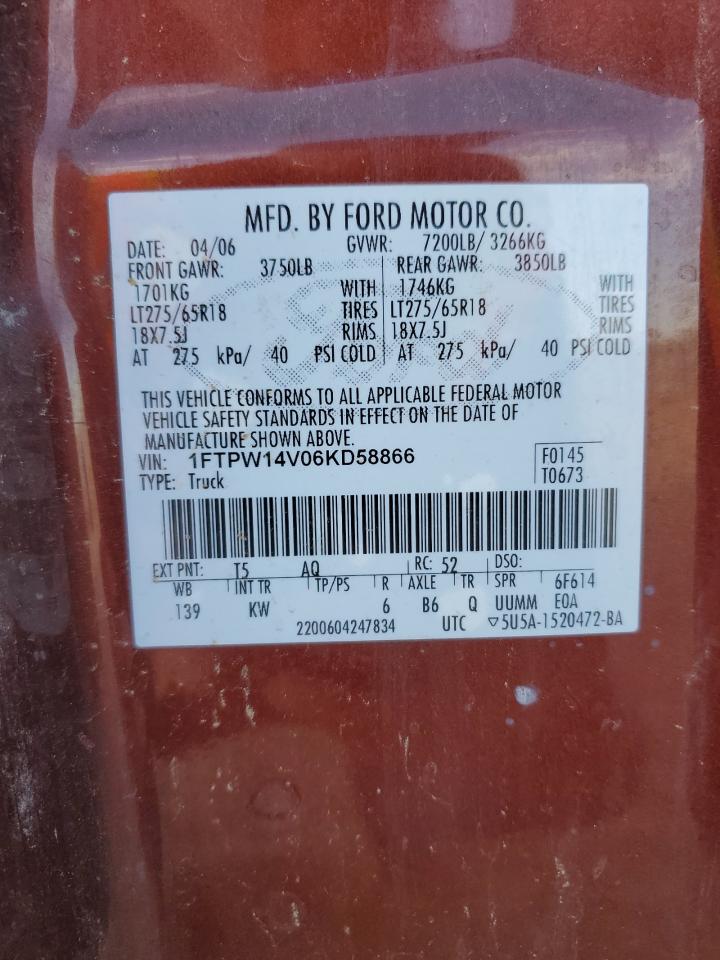 MFD. BY FORD MOTOR CO.
DATE: 04/06 GVWR: 7200LB/ 3266KG
FRONT GAWR: 3750LB REAR GAWR: 3850LB
1701KG WITH 1746KG WITH
LT275/65R18 TIRES LT275/65R18 TIRES
18X7.5J RIMS 18X7.5J RIMS
AT 275 kPa/ 40 PSI COLD AT 275 kPa/ 40 PSI COLD
THIS VEHICLE CONFORMS TO ALL APPLICABLE FEDERAL MOTOR
VEHICLE SAFETY STANDARDS IN EFFECT ON THE DATE OF
MANUFACTURE SHOWN ABOVE.
VIN: 1FTPW14V06KD58866 F0145
TYPE: Truck T0673
EXT PNT: T5 AQ RC: 52 DSO:
WB INT TR TP/PS R AXLE TR SPR 6F614
139 KW 6 B6 Q UUMM E0A
2200604247834 UTC ▽5U5A-1520472-BA